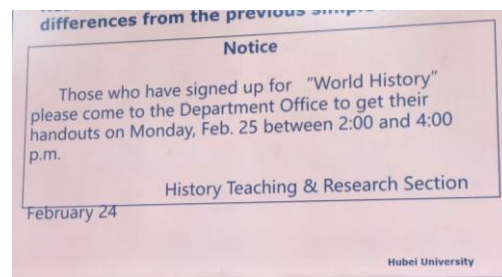 differences from the previous
Notice
Those who have signed up for “World History”
please come to the Department Office to get their
handouts on Monday, Feb. 25 between 2:00 and 4:00
p.m.
History Teaching & Research Section
February 24
Hubei University